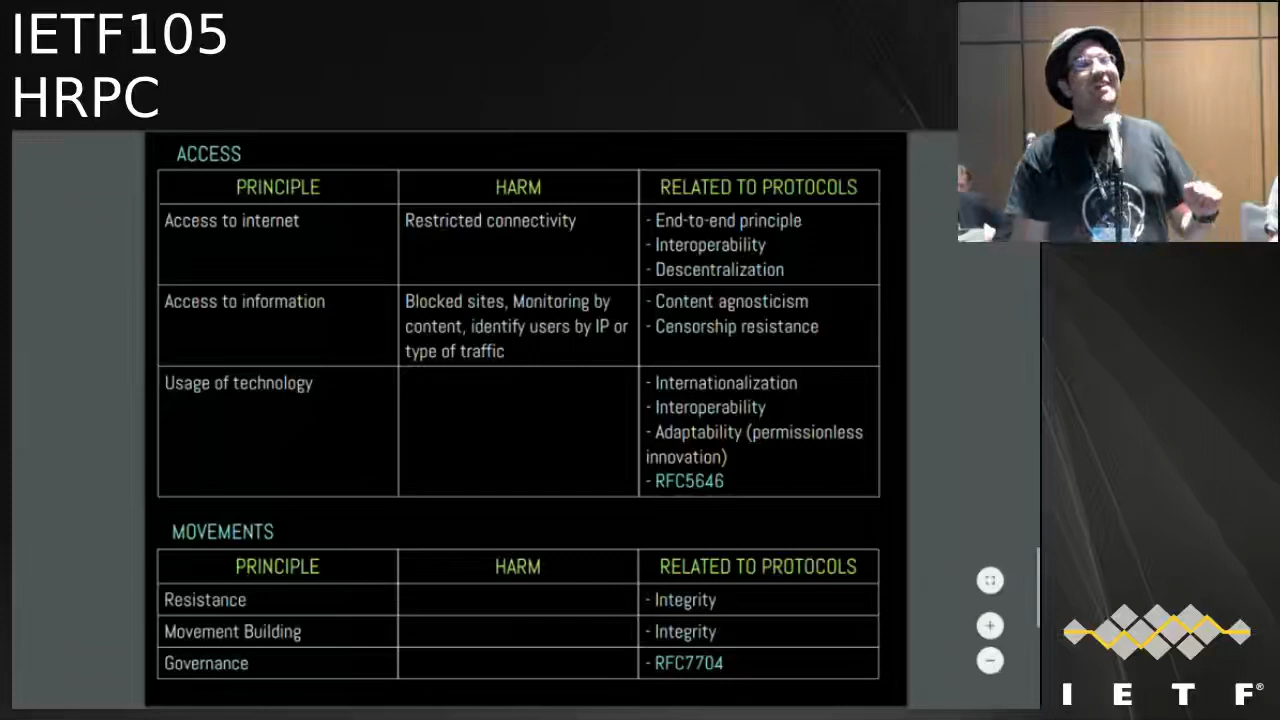 IETF105
HRPC
ACCESS
PRINCIPLE HARM RELATED TO PROTOCOLS
Access to internet Restricted connectivity - End-to-end principle
- Interoperability
- Descentralization
Access to information Blocked sites, Monitoring by - Content agnosticism
content, identify users by IP or - Censorship resistance
type of traffic
Usage of technology - Internationalization
- Interoperability
- Adaptability (permissionless
innovation)
- RFC5646
MOVEMENTS
PRINCIPLE HARM RELATED TO PROTOCOLS
Resistance - Integrity
Movement Building - Integrity
Governance - RFC7704
I E T F®